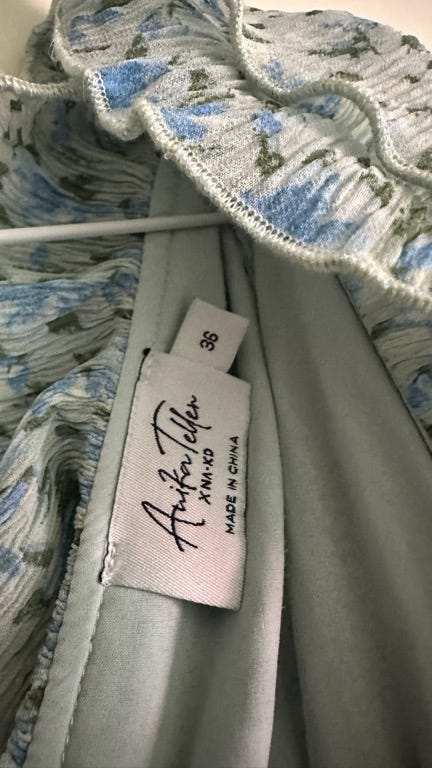 36
Anika Teller
X NA-KD
MADE IN CHINA